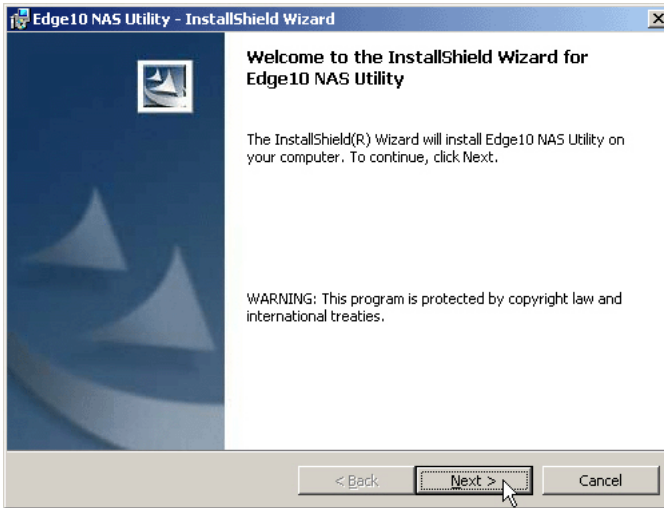 Edge10 NAS Utility - InstallShield Wizard
Welcome to the InstallShield Wizard for
Edge10 NAS Utility
The InstallShield(R) Wizard will install Edge10 NAS Utility on
your computer. To continue, click Next.
WARNING: This program is protected by copyright law and
international treaties.
< Back
Next >
Cancel